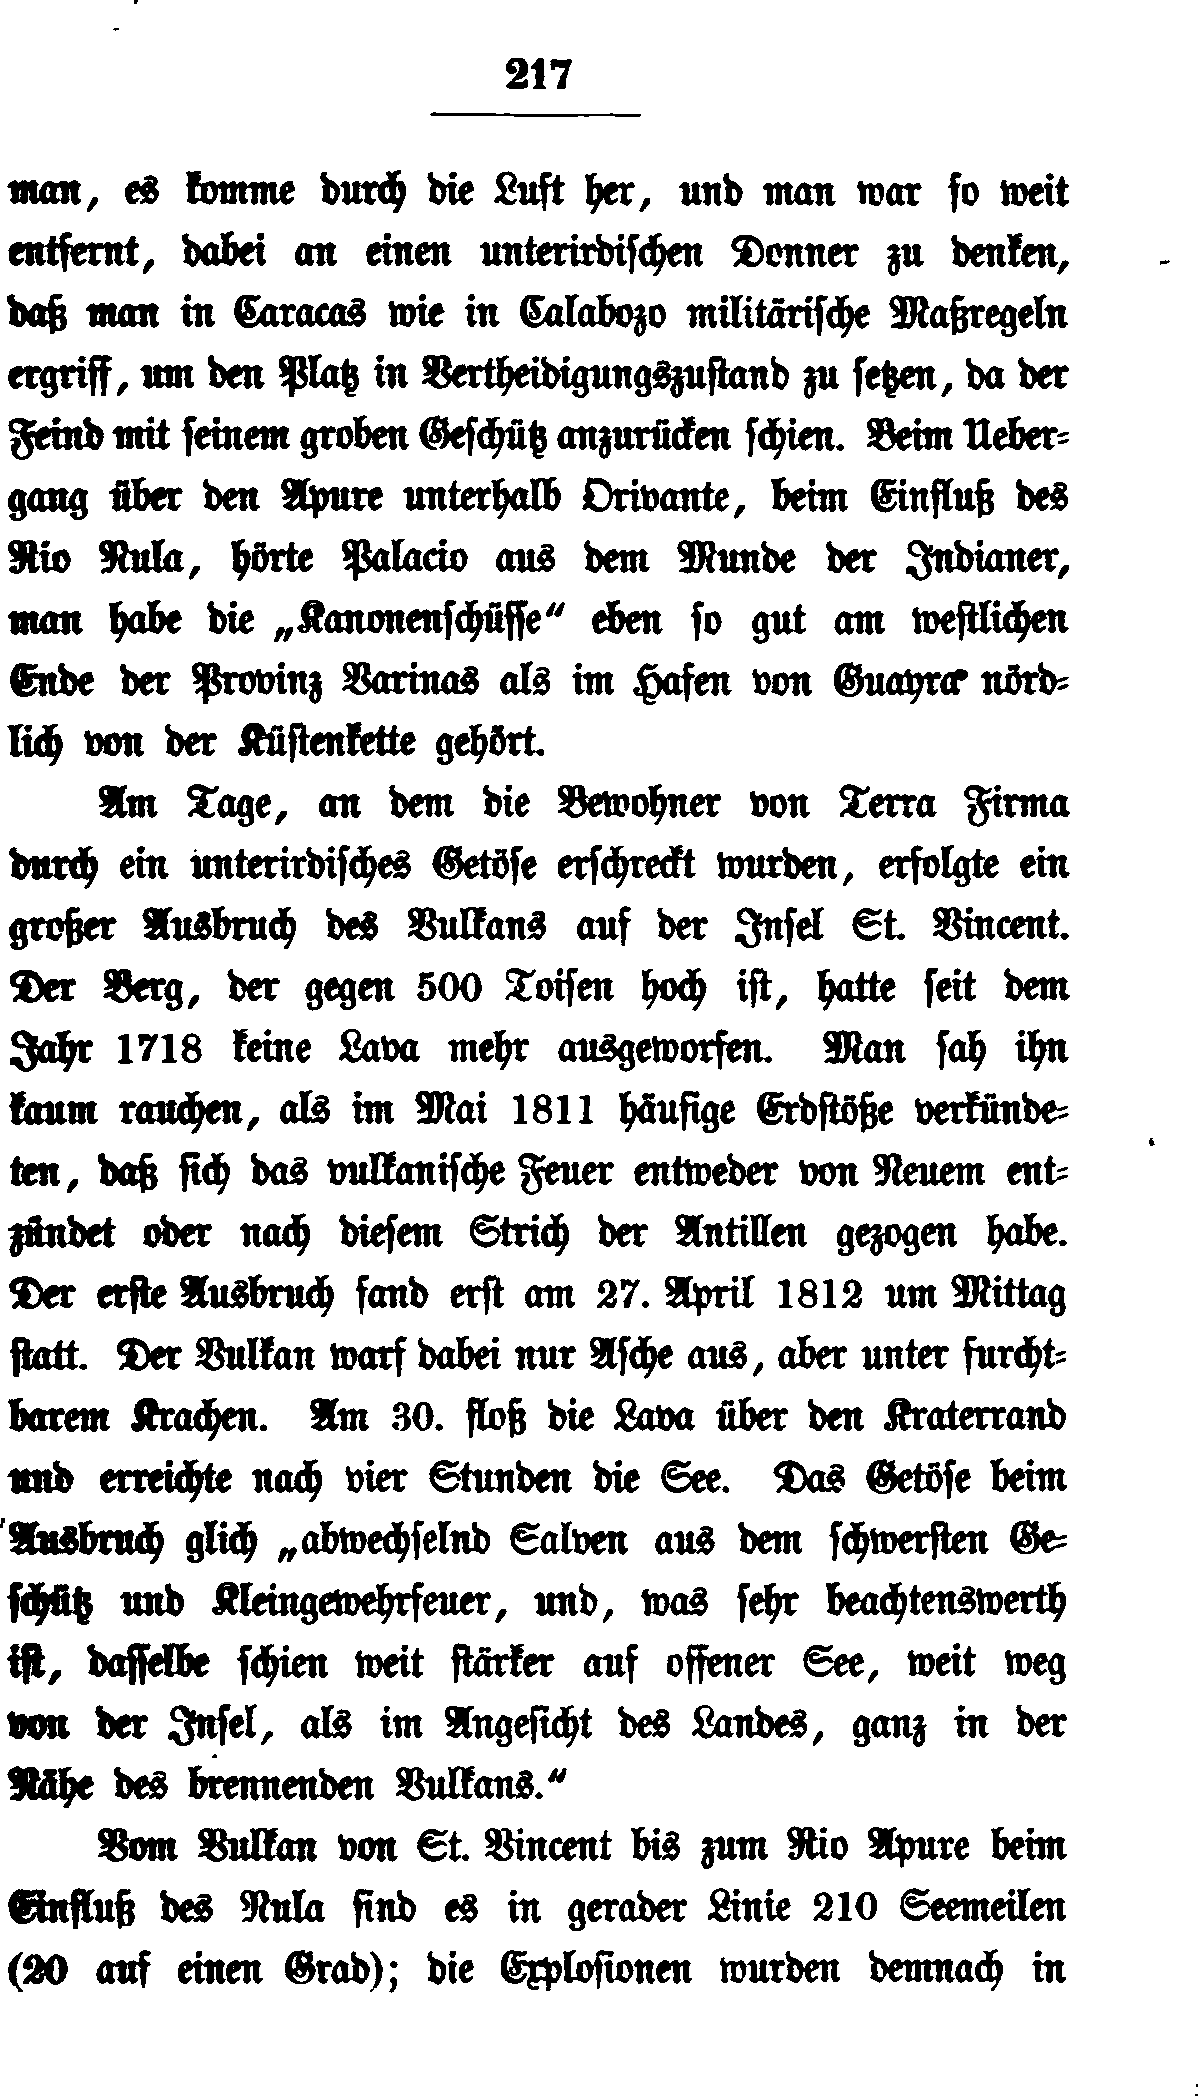 217
man, es komme durch die Luft her, und man war so weit
entfernt, dabei an einen unterirdischen Donner zu denken,
daß man in Caracas wie in Calabozo militärische Maßregeln
ergriff, um den Platz in Vertheidigungszustand zu setzen, da der
Feind mit seinem groben Geschütz anzurücken schien. Beim Ueber-
gang über den Apure unterhalb Orivante, beim Einfluß des
Rio Nula, hörte Palacio aus dem Munde der Indianer,
man habe die „Kanonenschüsse“ eben so gut am westlichen
Ende der Provinz Varinas als im Hafen von Guayra nörd-
lich von der Küstenkette gehört.
Am Tage, an dem die Bewohner von Terra Firma
durch ein unterirdisches Getöse erschreckt wurden, erfolgte ein
großer Ausbruch des Vulkans auf der Insel St. Vincent.
Der Berg, der gegen 500 Toisen hoch ist, hatte seit dem
Jahr 1718 keine Lava mehr ausgeworfen. Man sah ihn
kaum rauchen, als im Mai 1811 häufige Erdstöße verkünde-
ten, daß sich das vulkanische Feuer entweder von Neuem ent-
zündet oder nach diesem Strich der Antillen gezogen habe.
Der erste Ausbruch fand erst am 27. April 1812 um Mittag
statt. Der Vulkan warf dabei nur Asche aus, aber unter furcht-
barem Krachen. Am 30. floß die Lava über den Kraterrand
und erreichte nach vier Stunden die See. Das Getöse beim
Ausbruch glich „abwechselnd Salven aus dem schwersten Ge-
schütz und Kleingewehrfeuer, und, was sehr beachtenswerth
ist, dasselbe schien weit stärker auf offener See, weit weg
von der Insel, als im Angesicht des Landes, ganz in der
Nähe des brennenden Vulkans.“
Vom Vulkan von St. Vincent bis zum Rio Apure beim
Einfluß des Nula sind es in gerader Linie 210 Seemeilen
(20 auf einen Grad); die Explosionen wurden demnach in